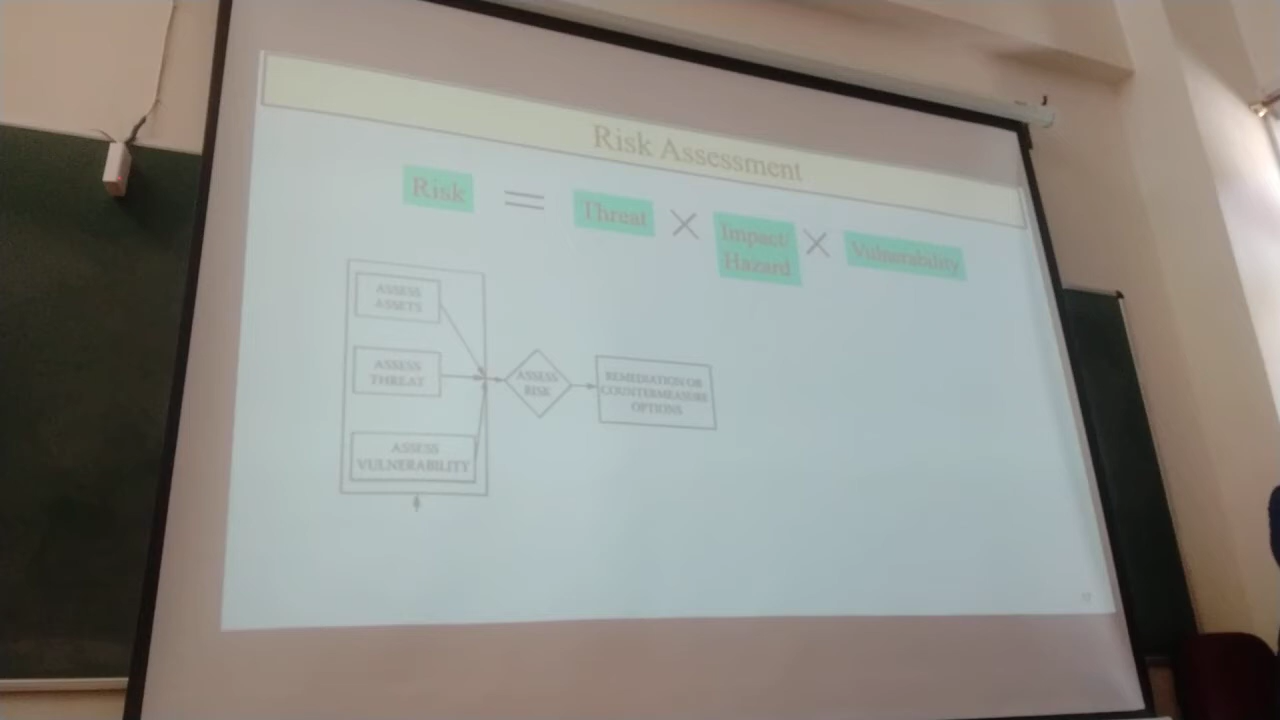 Risk Assessment
Risk = Threat × Impact/ × Vulnerability
Hazard
ASSESS
ASSETS
ASSESS
THREAT
ASSESS
VULNERABILITY
ASSESS
RISK
REMEDIATION OR
COUNTERMEASURE
OPTIONS